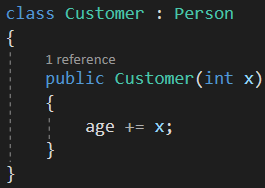 class Customer : Person
{
1 reference
public Customer(int x)
{
age += x;
}
}